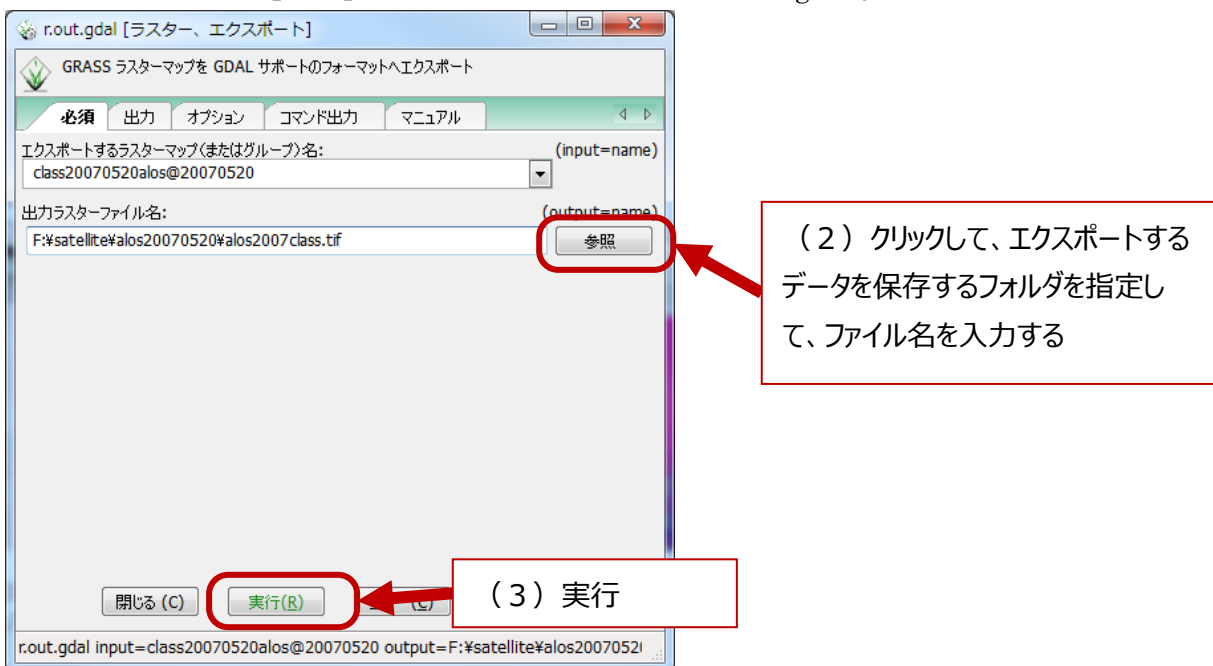 r.out.gdal [ラスター、エクスポート]
GRASS ラスターマップを GDAL サポートのフォーマットへエクスポート
必須 出力 オプション コマンド出力 マニュアル
エクスポートするラスターマップ(またはグループ)名: (input=name)
class20070520alos@20070520
出力ラスターファイル名: (output=name)
F:¥satellite¥alos20070520¥alos2007class.tif 参照
(2)クリックして、エクスポートする
データを保存するフォルダを指定し
て、ファイル名を入力する
(3)実行
閉じる (C) 実行(R) (C)
r.out.gdal input=class20070520alos@20070520 output=F:¥satellite¥alos2007052